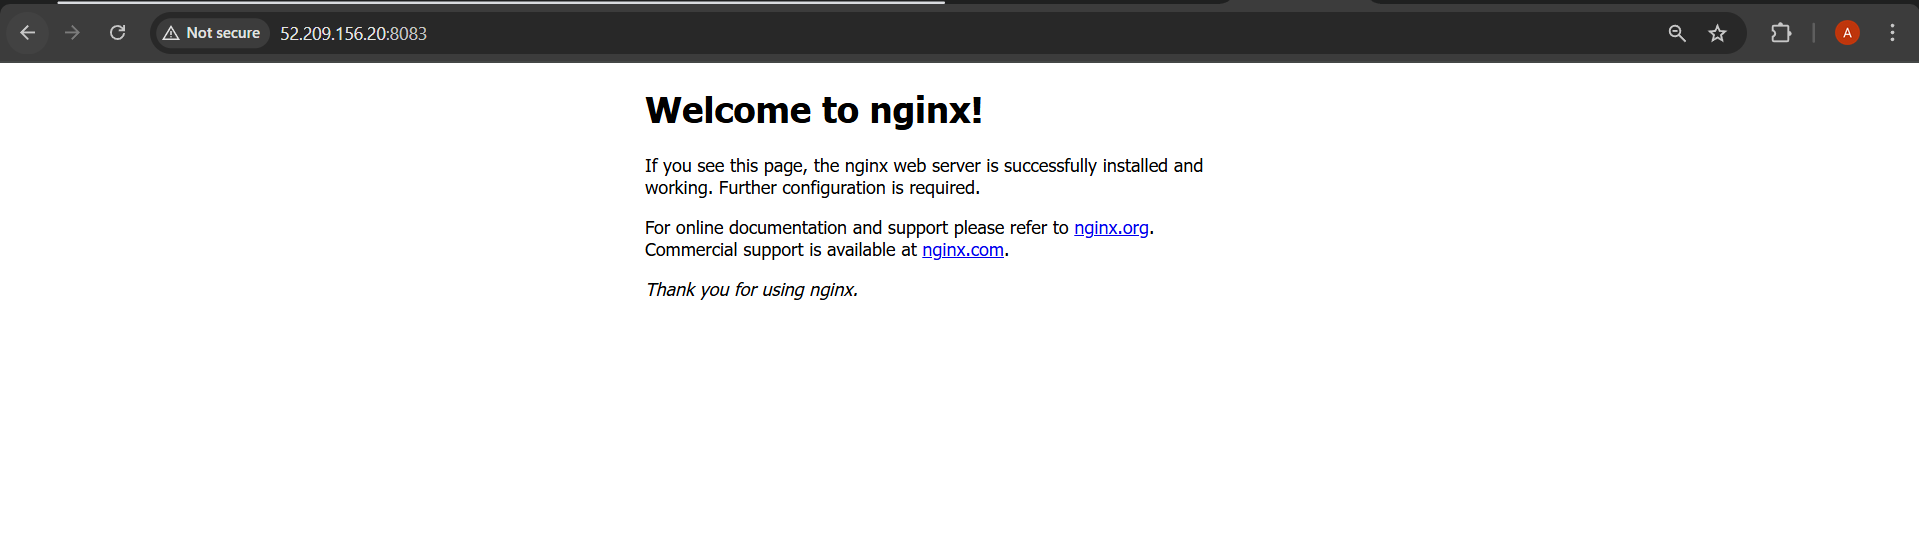 Not secure 52.209.156.20:8083
A
Welcome to nginx!
If you see this page, the nginx web server is successfully installed and
working. Further configuration is required.
For online documentation and support please refer to nginx.org.
Commercial support is available at nginx.com.
Thank you for using nginx.